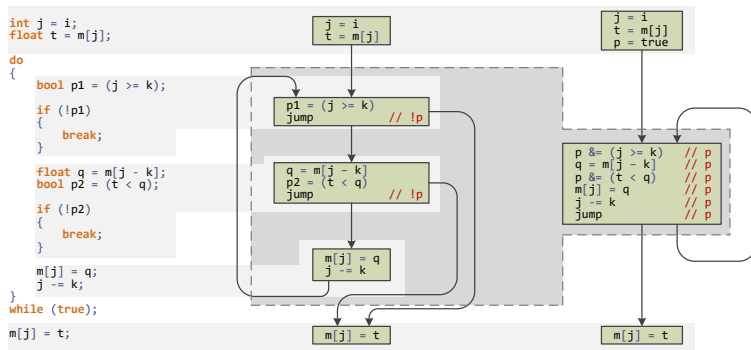 int j = i;
float t = m[j];
do
{
bool p1 = (j >= k);
if (!p1)
{
break;
}
float q = m[j - k];
bool p2 = (t < q);
if (!p2)
{
break;
}
m[j] = q;
j -= k;
}
while (true);
m[j] = t;
j = i
t = m[j]
p1 = (j >= k)
jump // !p
q = m[j - k]
p2 = (t < q)
jump // !p
m[j] = q
j -= k
m[j] = t
j = i
t = m[j]
p = true
p &= (j >= k) // p
q = m[j - k] // p
p &= (t < q) // p
m[j] = q // p
j -= k // p
jump // p
m[j] = t